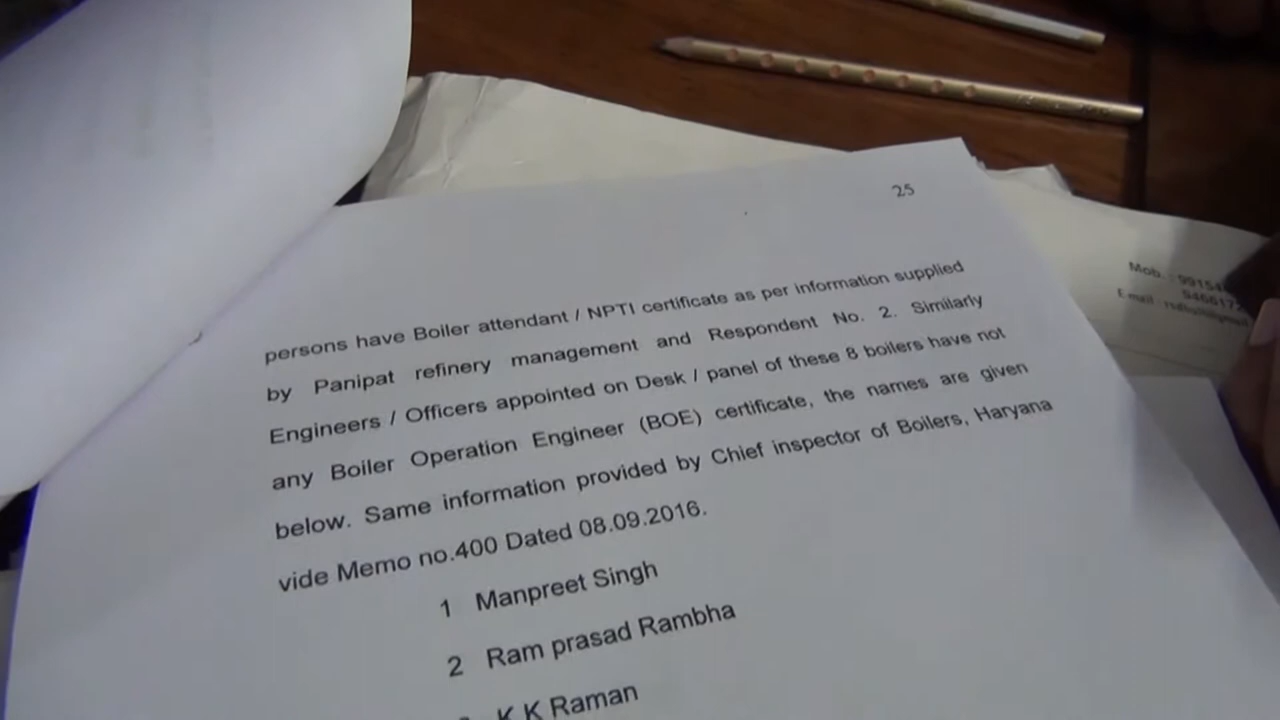 25
persons have Boiler attendant / NPTI certificate as per information supplied
by Panipat refinery management and Respondent No. 2. Similarly
Engineers / Officers appointed on Desk / panel of these 8 boilers have not
any Boiler Operation Engineer (BOE) certificate, the names are given
below. Same information provided by Chief inspector of Boilers, Haryana
vide Memo no.400 Dated 08.09.2016.
1 Manpreet Singh
2 Ram prasad Rambha
K K Raman
Mob. :
Email :